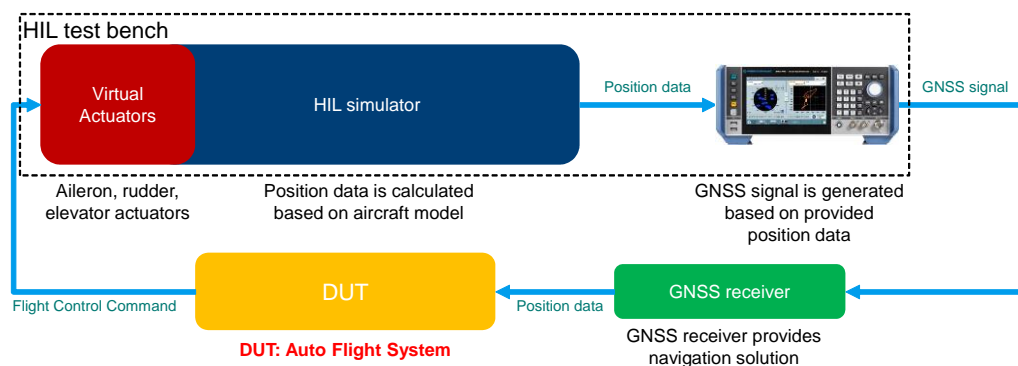 HIL test bench
Virtual
Actuators
HIL simulator
Position data
GNSS signal
Aileron, rudder,
elevator actuators
Position data is calculated
based on aircraft model
GNSS signal is generated
based on provided
position data
Flight Control Command
DUT
Position data
GNSS receiver
DUT: Auto Flight System
GNSS receiver provides
navigation solution